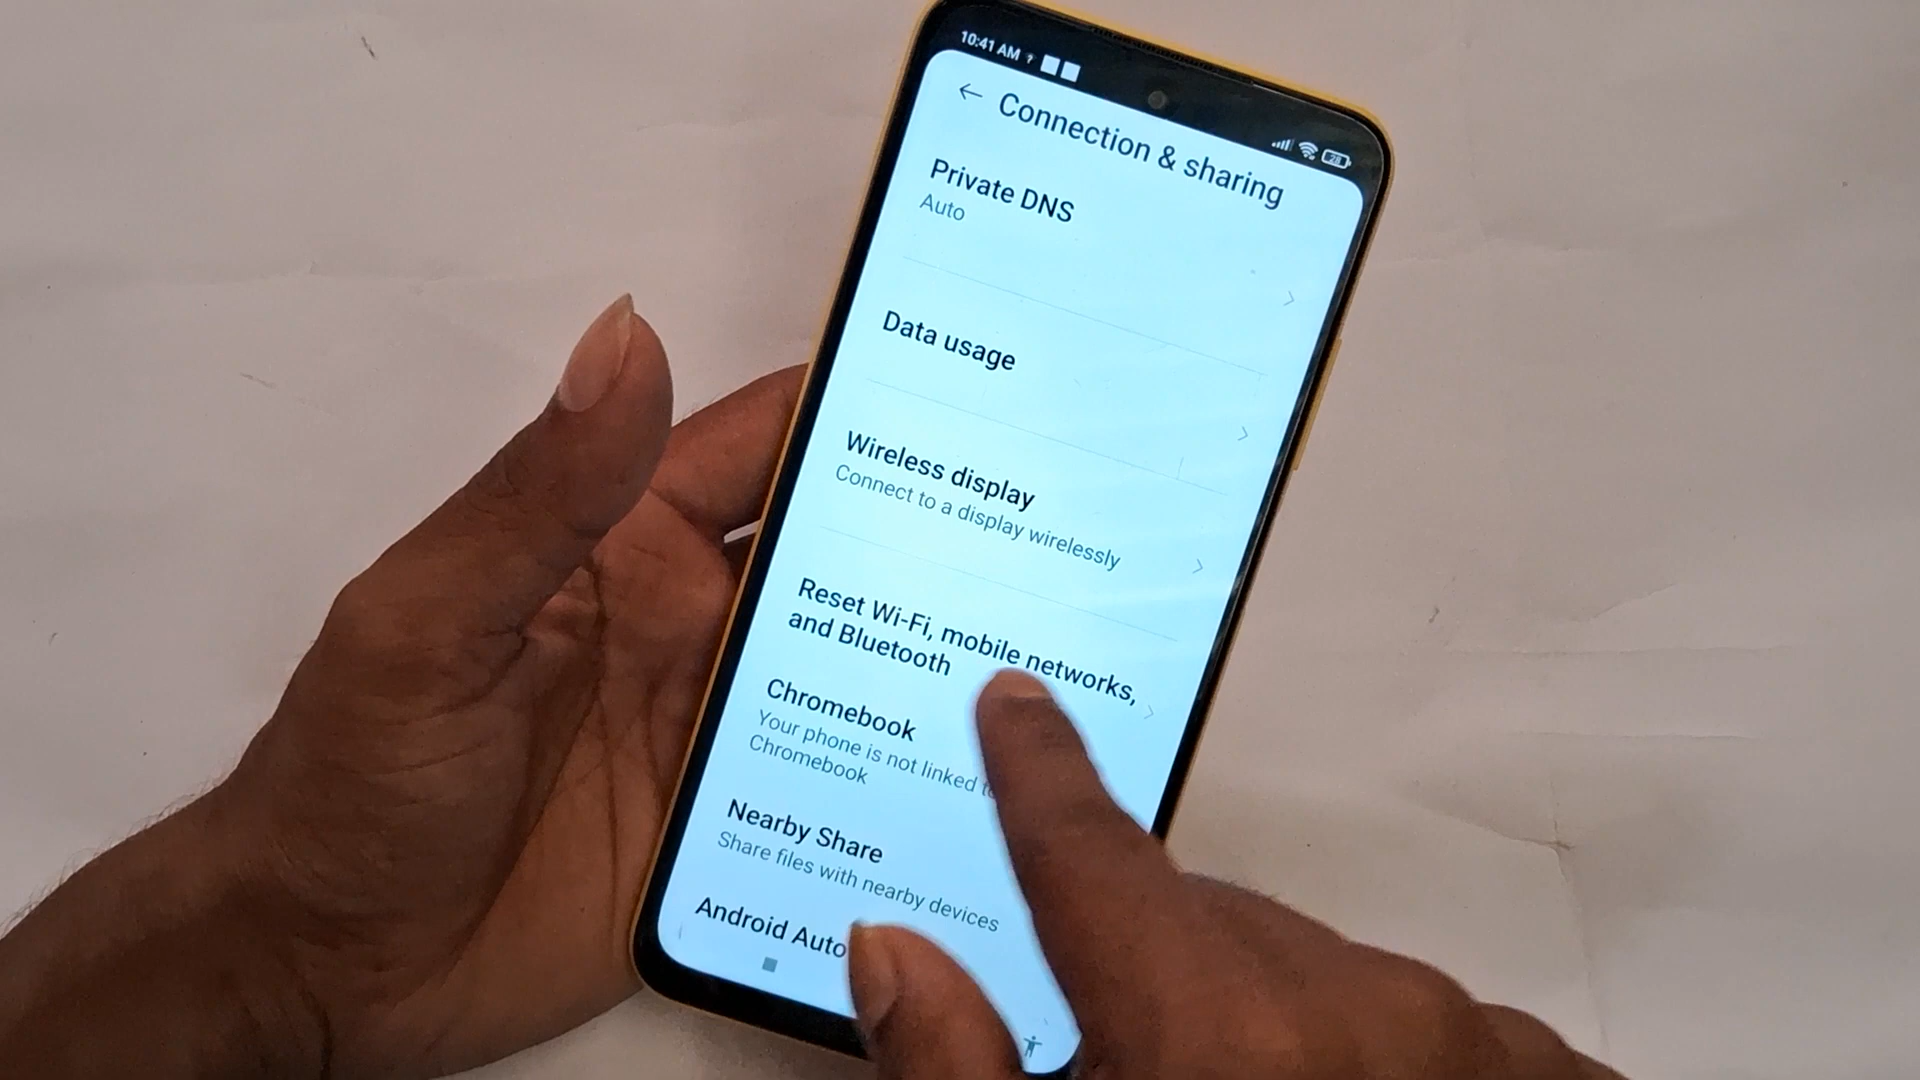 10:41 AM
28
Connection & sharing
Private DNS
Auto
Data usage
Wireless display
Connect to a display wirelessly
Reset Wi-Fi, mobile networks,
and Bluetooth
Chromebook
Your phone is not linked
Chromebook
Nearby Share
Share files with nearby devices
Android Auto